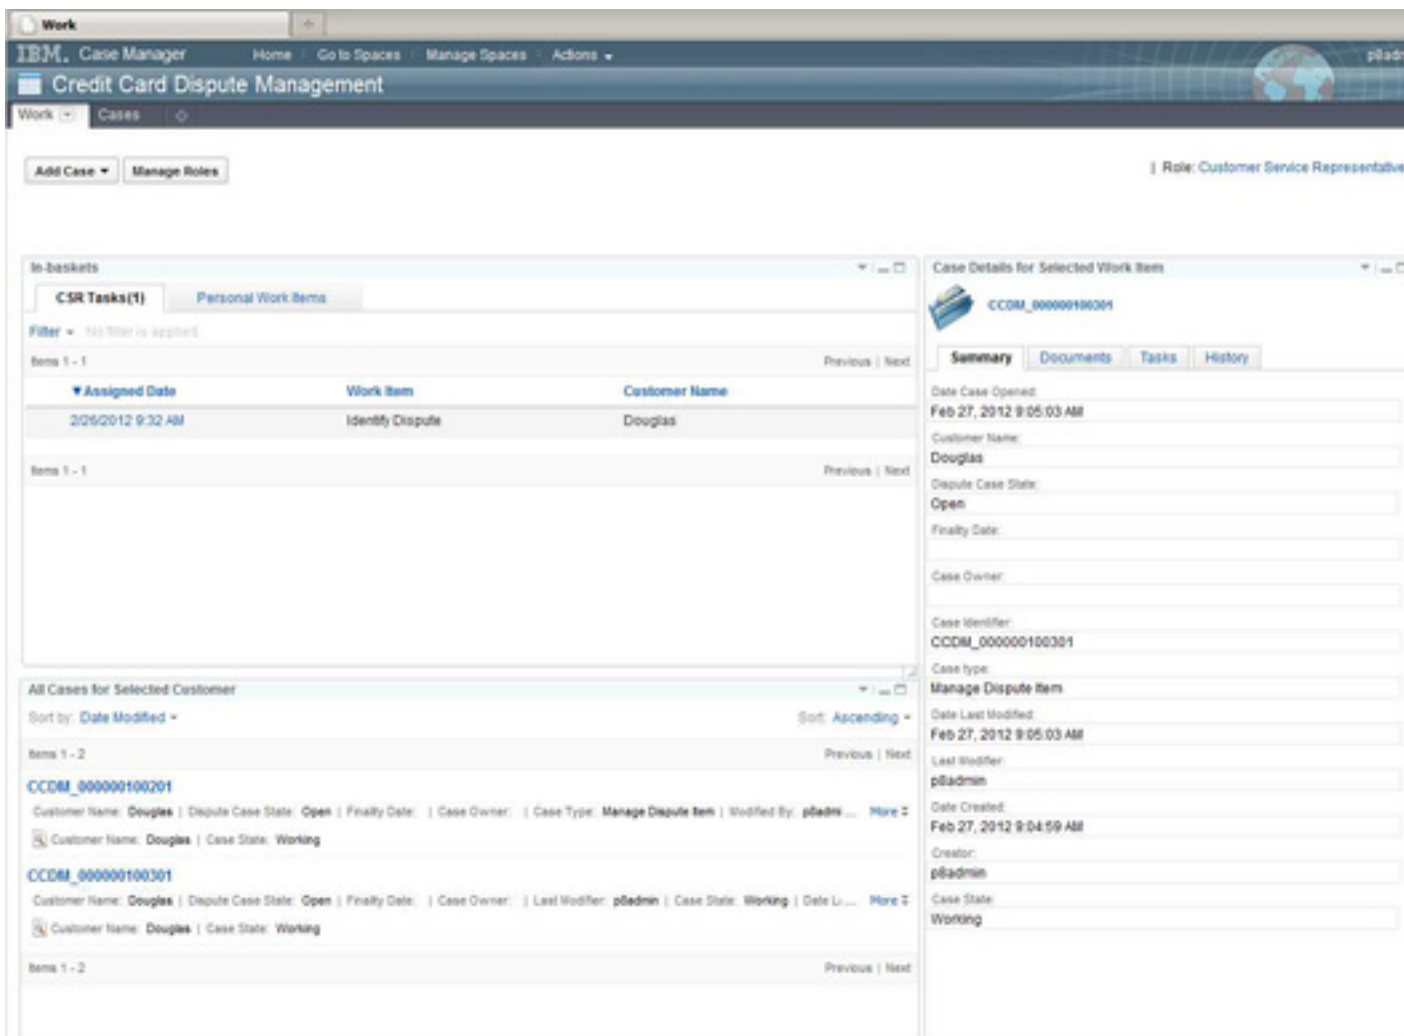 Work
IBM. Case Manager Home Go to Spaces Manage Spaces Actions
Credit Card Dispute Management
Work Cases
Add Case Manage Roles
| Role: Customer Service Representative
In-baskets
CSR Tasks(1) Personal Work Items
Filter No filter is applied.
Items 1 - 1 Previous | Next
Assigned Date Work Item Customer Name
2/26/2012 9:32 AM Identify Dispute Douglas
Items 1 - 1 Previous | Next
All Cases for Selected Customer
Sort by: Date Modified Sort: Ascending
Items 1 - 2 Previous | Next
CCDM_000000100201
Customer Name: Douglas | Dispute Case State: Open | Finality Date: | Case Owner: | Case Type: Manage Dispute Item | Modified By: p8admi ... More
Customer Name: Douglas | Case State: Working
CCDM_000000100301
Customer Name: Douglas | Dispute Case State: Open | Finality Date: | Case Owner: | Last Modifier: p8admin | Case State: Working | Date L... More
Customer Name: Douglas | Case State: Working
Items 1 - 2 Previous | Next
Case Details for Selected Work Item
CCDM_000000100301
Summary Documents Tasks History
Date Case Opened:
Feb 27, 2012 9:05:03 AM
Customer Name:
Douglas
Dispute Case State:
Open
Finality Date:
Case Owner:
Case Identifier:
CCDM_000000100301
Case type:
Manage Dispute Item
Date Last Modified:
Feb 27, 2012 9:05:03 AM
Last Modifier:
p8admin
Date Created:
Feb 27, 2012 9:04:59 AM
Creator:
p8admin
Case State:
Working